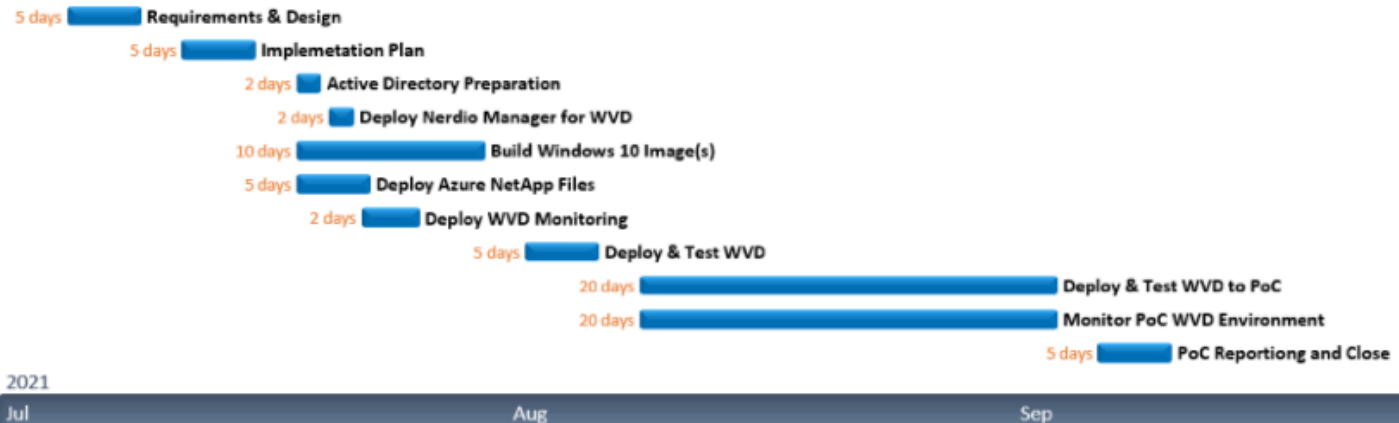 5 days Requirements & Design
5 days Implemetation Plan
2 days Active Directory Preparation
2 days Deploy Nerdio Manager for WVD
10 days Build Windows 10 Image(s)
5 days Deploy Azure NetApp Files
2 days Deploy WVD Monitoring
5 days Deploy & Test WVD
20 days Deploy & Test WVD to PoC
20 days Monitor PoC WVD Environment
5 days PoC Reportiong and Close
2021
Jul Aug Sep